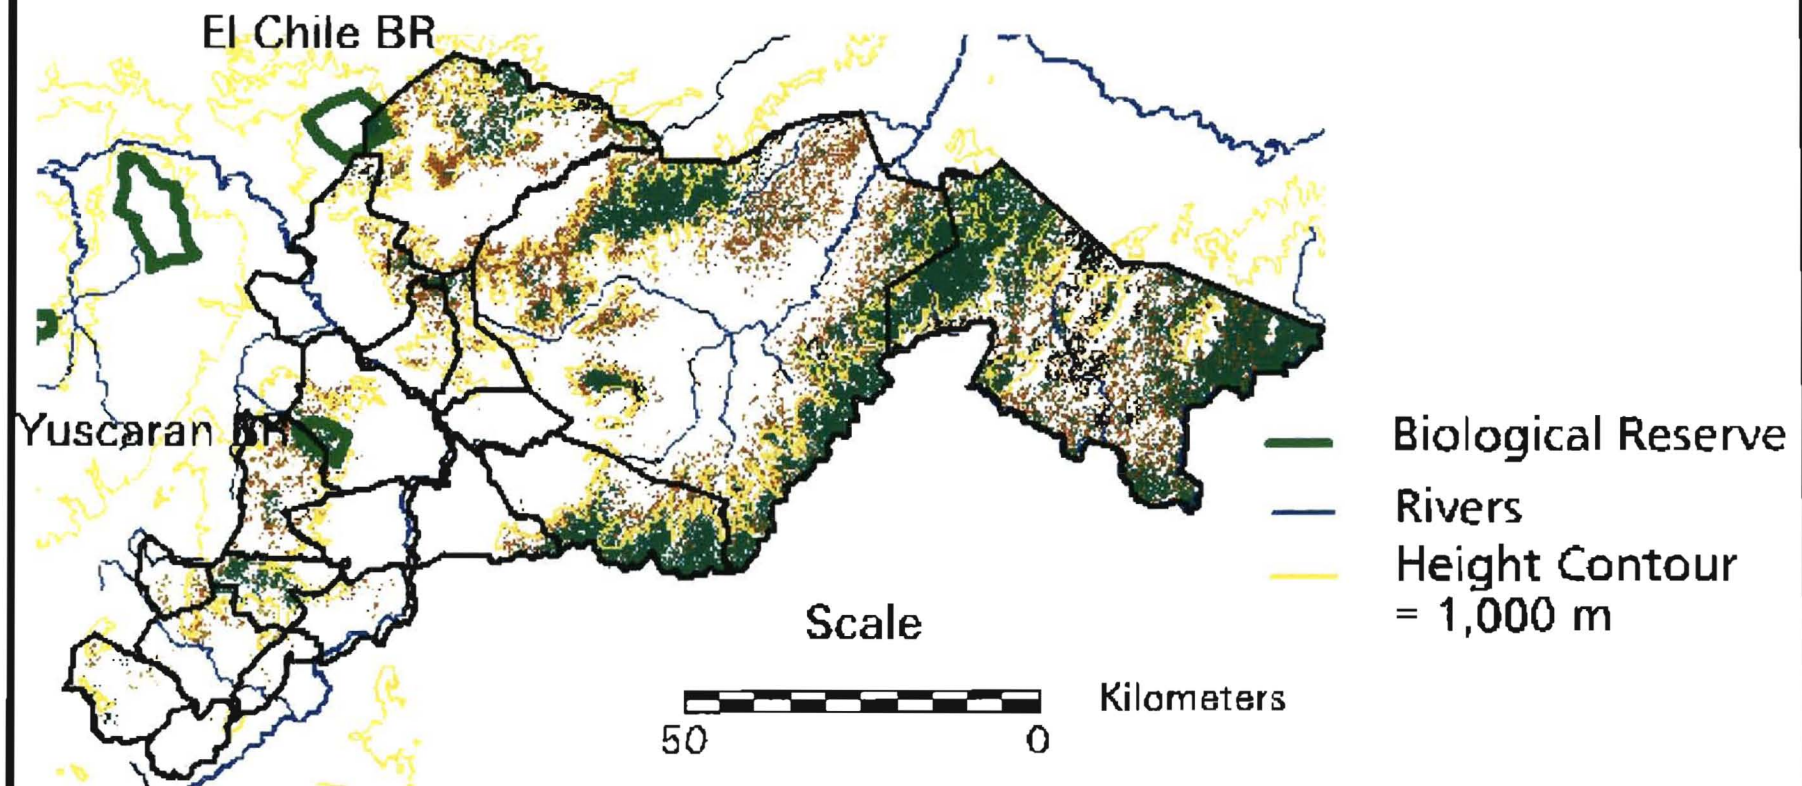 El Chile BR
Yuscaran BR
Biological Reserve
Rivers
Height Contour
= 1,000 m
Scale
Kilometers
50 0